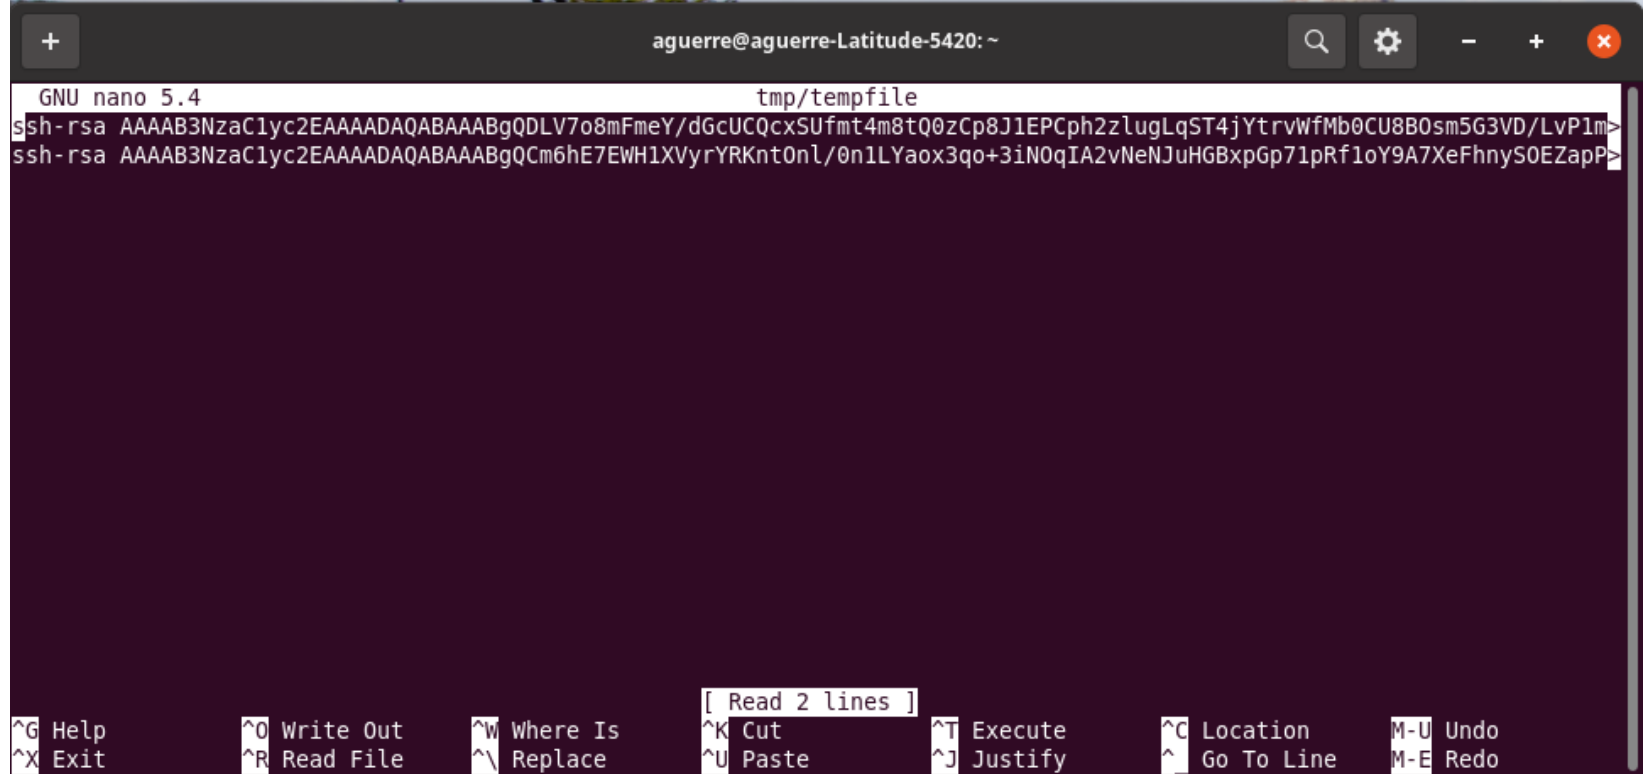 aguerre@aguerre-Latitude-5420: ~
GNU nano 5.4 tmp/tempfile
ssh-rsa AAAAB3NzaC1yc2EAAAADAQABAAABgQDLV7o8mFmeY/dGcUCQcxSUfmt4m8tQ0zCp8J1EPCph2zlugLqST4jYtrvWfMb0CU8BOsm5G3VD/LvP1m>
ssh-rsa AAAAB3NzaC1yc2EAAAADAQABAAABgQCm6hE7EWH1XVyrYRKntOnl/0n1LYaox3qo+3iNOqIA2vNeNJuHGBxpGp71pRf1oY9A7XeFhnySOEZapP>
[ Read 2 lines ]
^G Help ^O Write Out ^W Where Is ^K Cut ^T Execute ^C Location M-U Undo
^X Exit ^R Read File ^\ Replace ^U Paste ^J Justify ^_ Go To Line M-E Redo